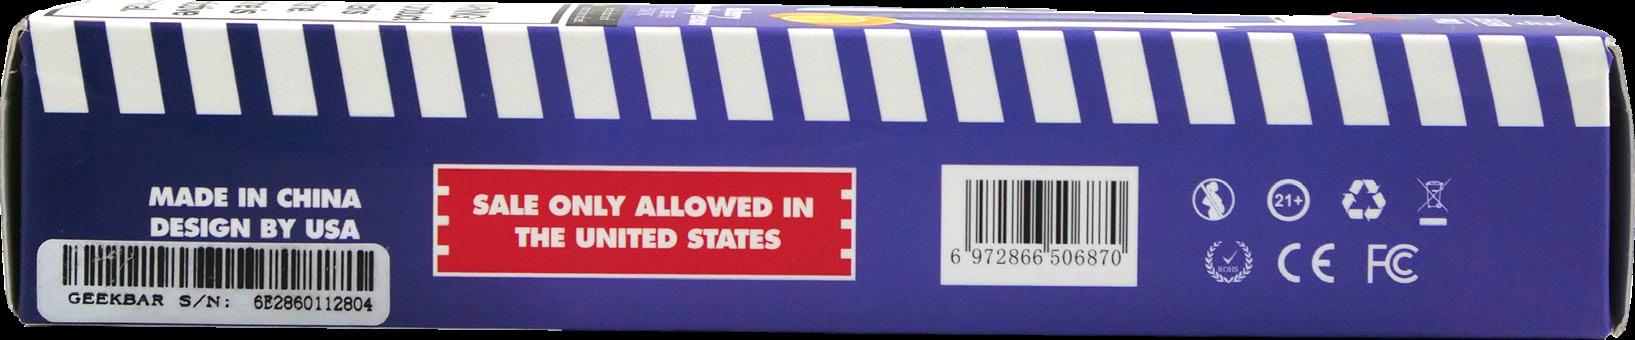 MADE IN CHINA
DESIGN BY USA
GEEKBAR S/N: 6E2860112804
SALE ONLY ALLOWED IN
THE UNITED STATES
6 972866 506870
21+
ROHS
CE
FC